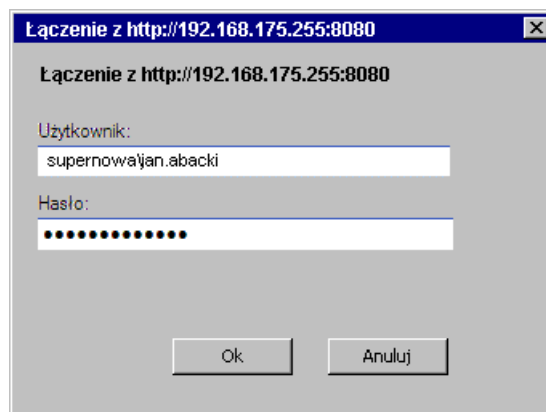 Łączenie z http://192.168.175.255:8080
Łączenie z http://192.168.175.255:8080
Użytkownik:
supernowa\jan.abacki
Hasło:
•••••••••••••
Ok Anuluj